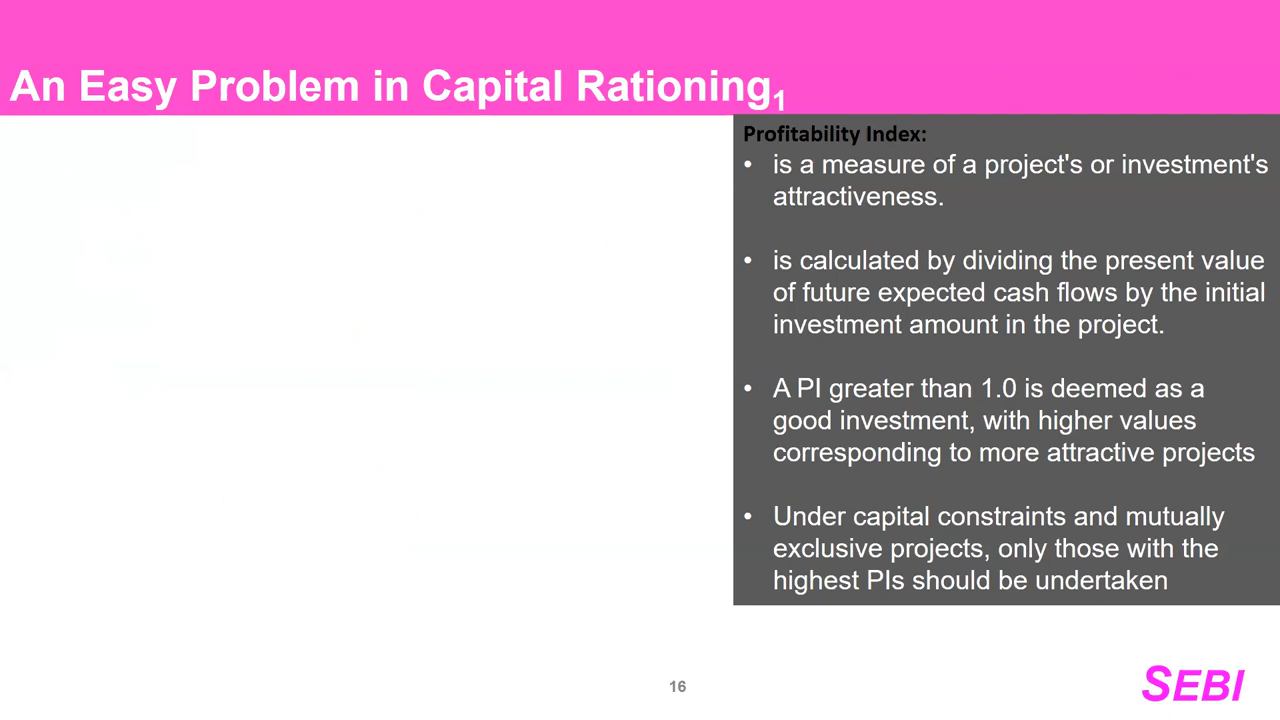 An Easy Problem in Capital Rationing1
Profitability Index:
• is a measure of a project's or investment's
attractiveness.
• is calculated by dividing the present value
of future expected cash flows by the initial
investment amount in the project.
• A PI greater than 1.0 is deemed as a
good investment, with higher values
corresponding to more attractive projects
• Under capital constraints and mutually
exclusive projects, only those with the
highest PIs should be undertaken
16
SEBI